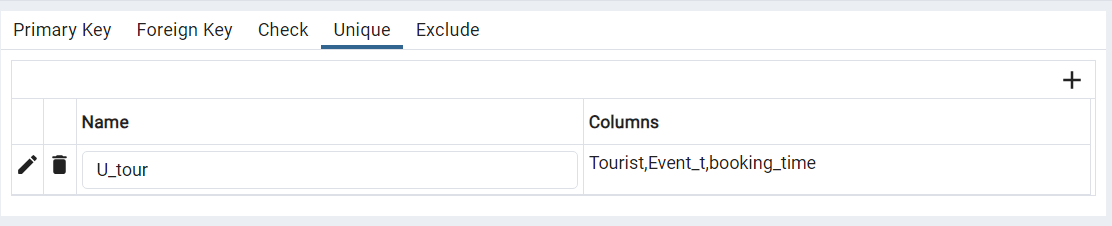 Primary Key Foreign Key Check Unique Exclude
Name Columns
U_tour Tourist,Event_t,booking_time